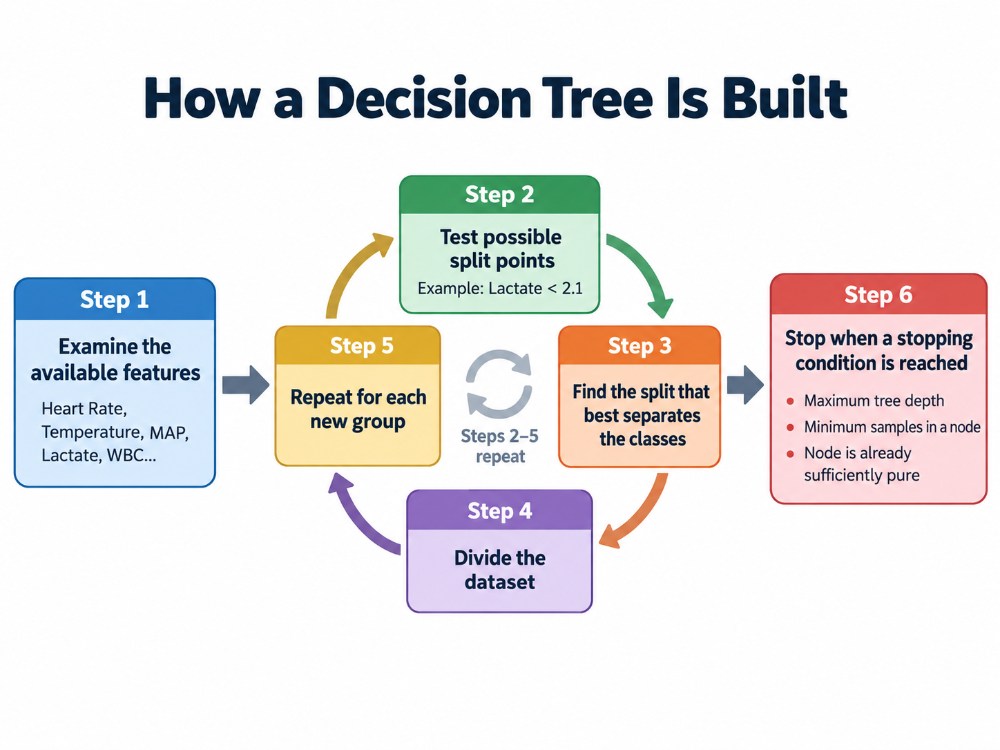 How a Decision Tree Is Built
Step 1
Examine the
available features
Heart Rate,
Temperature, MAP,
Lactate, WBC...
Step 2
Test possible
split points
Example: Lactate < 2.1
Step 3
Find the split that
best separates
the classes
Step 4
Divide the
dataset
Step 5
Repeat for each
new group
Steps 2–5
repeat
Step 6
Stop when a stopping
condition is reached
• Maximum tree depth
• Minimum samples in a node
• Node is already
sufficiently pure